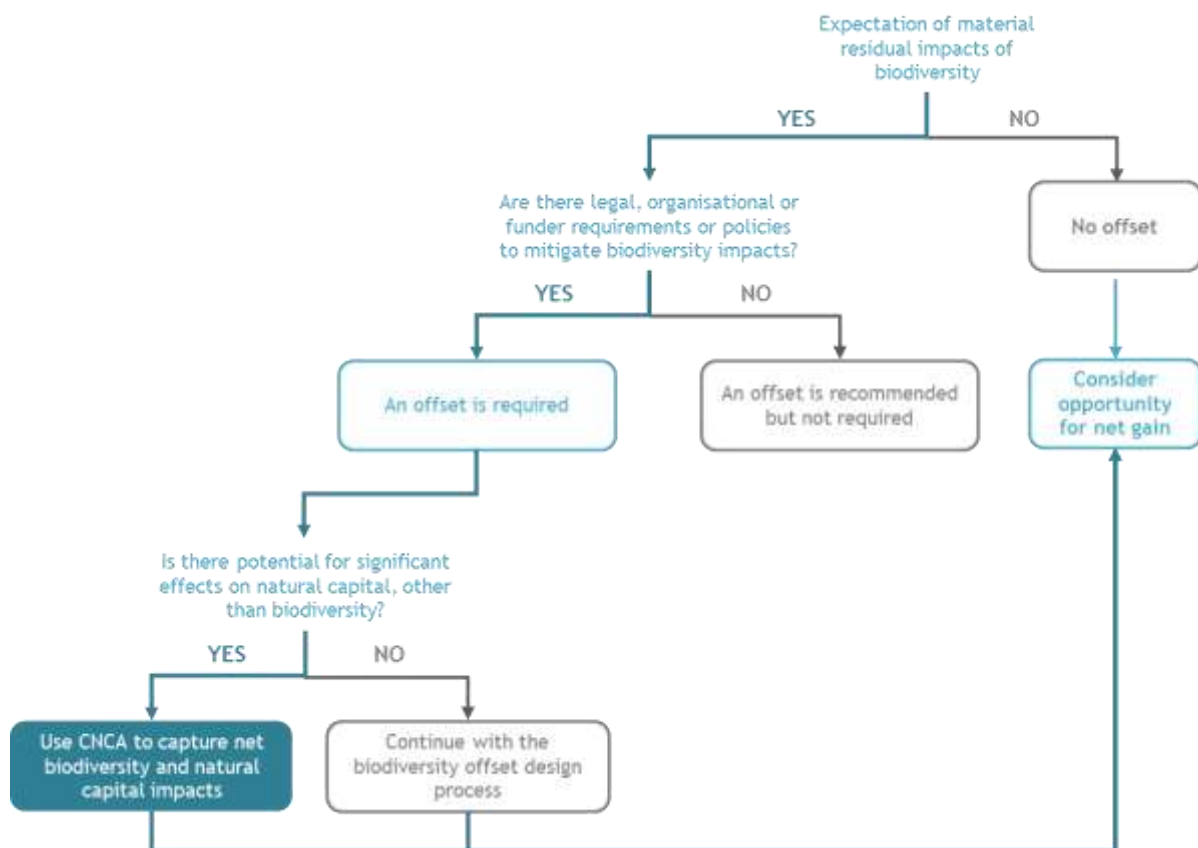 Expectation of material
residual impacts of
biodiversity
YES
NO
Are there legal, organisational or
funder requirements or policies
to mitigate biodiversity impacts?
No offset
YES
NO
An offset is required
An offset is recommended
but not required
Consider
opportunity
for net gain
Is there potential for significant
effects on natural capital, other
than biodiversity?
YES
NO
Use CNCA to capture net
biodiversity and natural
capital impacts
Continue with the
biodiversity offset design
process